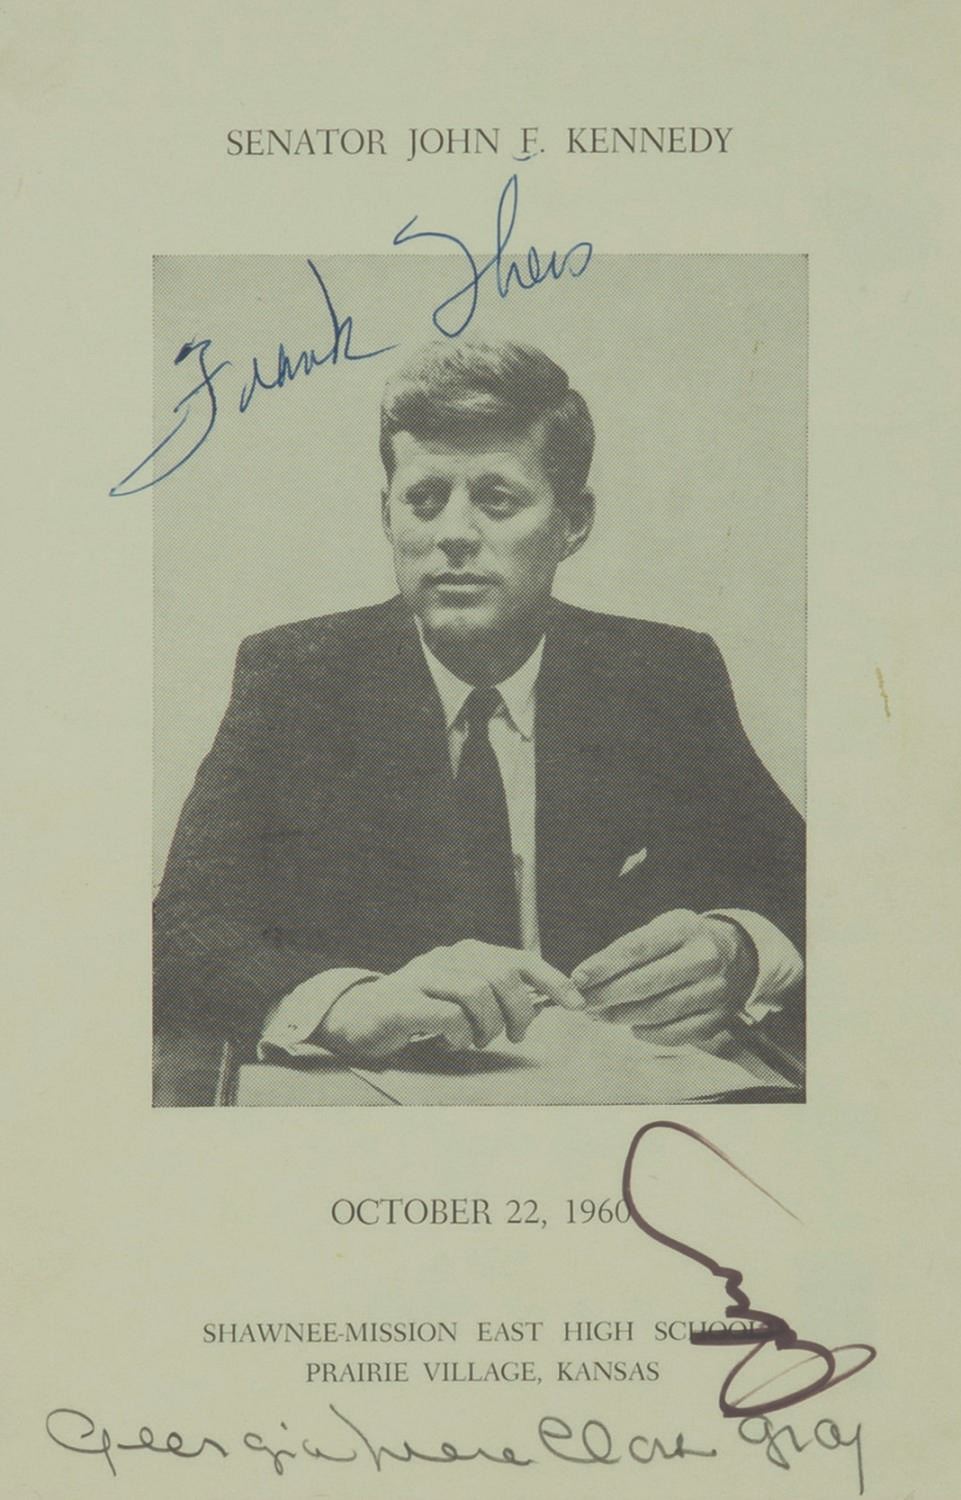 SENATOR JOHN F. KENNEDY
Frank Theis
OCTOBER 22, 1960
SHAWNEE-MISSION EAST HIGH SCHOOL
PRAIRIE VILLAGE, KANSAS
Georgia Neese Clark Gray